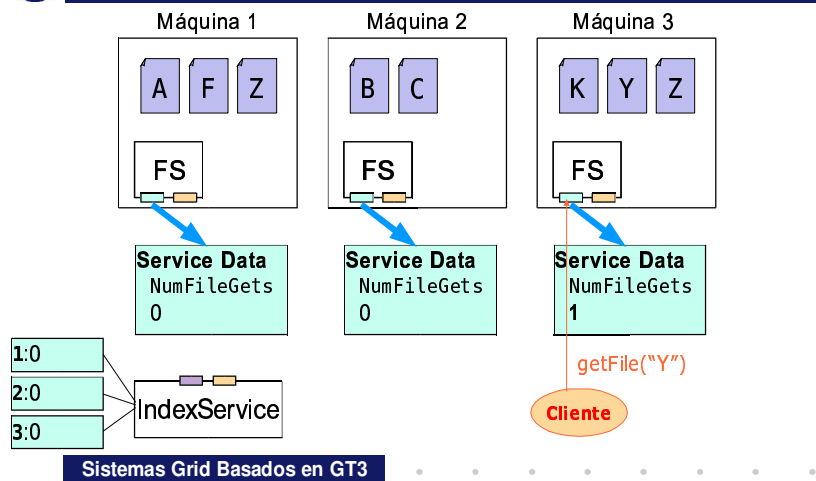 Máquina 1
Máquina 2
Máquina 3
A F Z
B C
K Y Z
FS
FS
FS
Service Data
NumFileGets
0
Service Data
NumFileGets
0
Service Data
NumFileGets
1
1:0
2:0
3:0
IndexService
getFile("Y")
Cliente
Sistemas Grid Basados en GT3